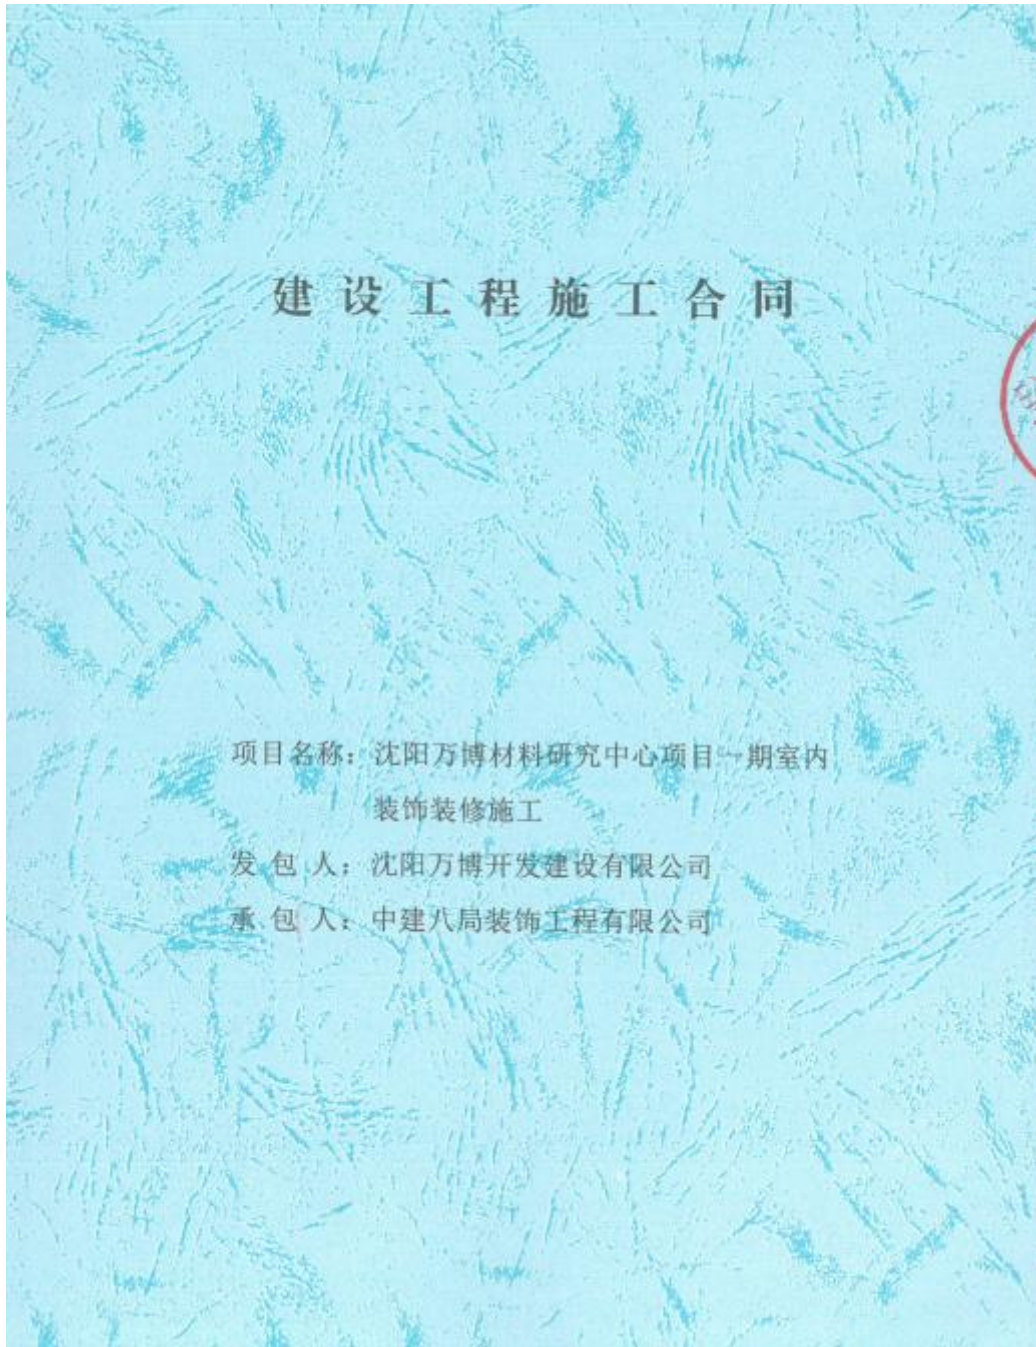 建设工程施工合同
项目名称：沈阳万博材料研究中心项目一期室内
装饰装修施工
发包人：沈阳万博开发建设有限公司
承包人：中建八局装饰工程有限公司